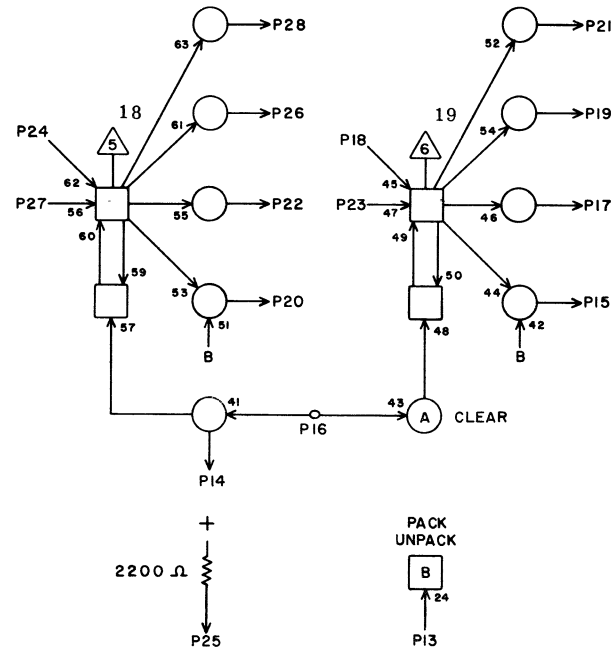 63 P28 52 P21
18 19
P24 5 61 P26 P18 6 54 P19
62 45
P27 56 55 P22 P23 47 46 P17
60 49
59 50
53 P20 44 P15
57 51 48 42
B B
41 43
P16 A CLEAR
P14
+ PACK
UNPACK
2200 Ω B
24
P25 P13